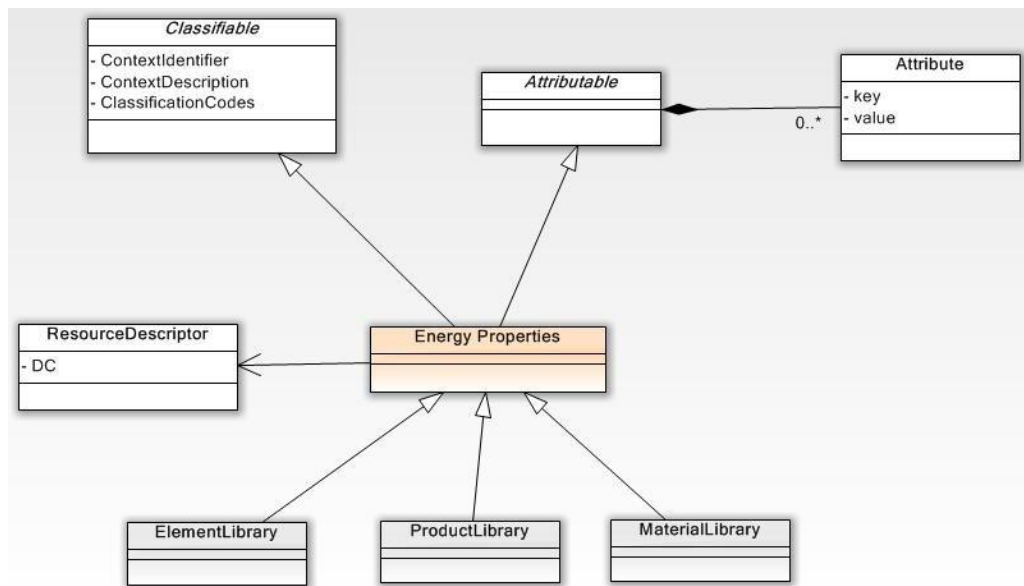 Classifiable
- ContextIdentifier
- ContextDescription
- ClassificationCodes
Attributable
Attribute
- key
- value
0..*
ResourceDescriptor
- DC
Energy Properties
ElementLibrary
ProductLibrary
MaterialLibrary